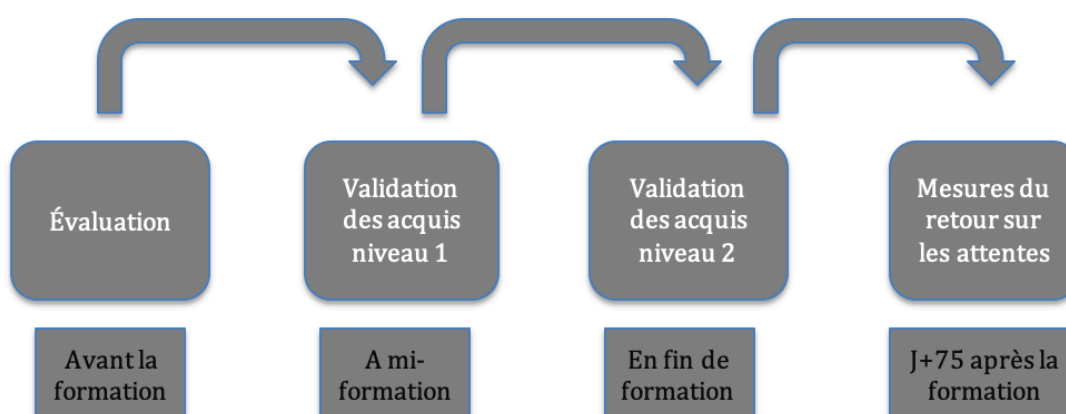 Évaluation
Validation
des acquis
niveau 1
Validation
des acquis
niveau 2
Mesures du
retour sur
les attentes
Avant la
formation
A mi-
formation
En fin de
formation
J+75 après la
formation